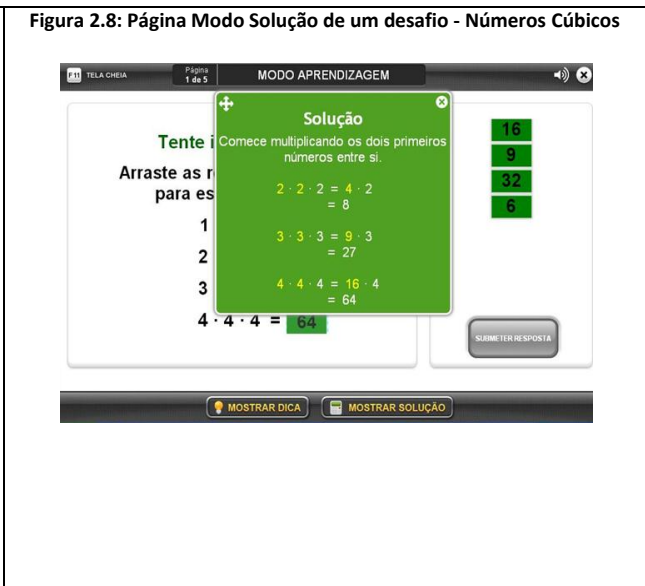 Figura 2.8: Página Modo Solução de um desafio - Números Cúbicos
F11 TELA CHEIA
Página
1 de 5
MODO APRENDIZAGEM
Tente i
Arraste as r
para es
1
2
3
4 · 4 · 4 = 64
Solução
Comece multiplicando os dois primeiros
números entre si.
2 · 2 · 2 = 4 · 2
= 8
3 · 3 · 3 = 9 · 3
= 27
4 · 4 · 4 = 16 · 4
= 64
16
9
32
6
SUBMETER RESPOSTA
MOSTRAR DICA
MOSTRAR SOLUÇÃO